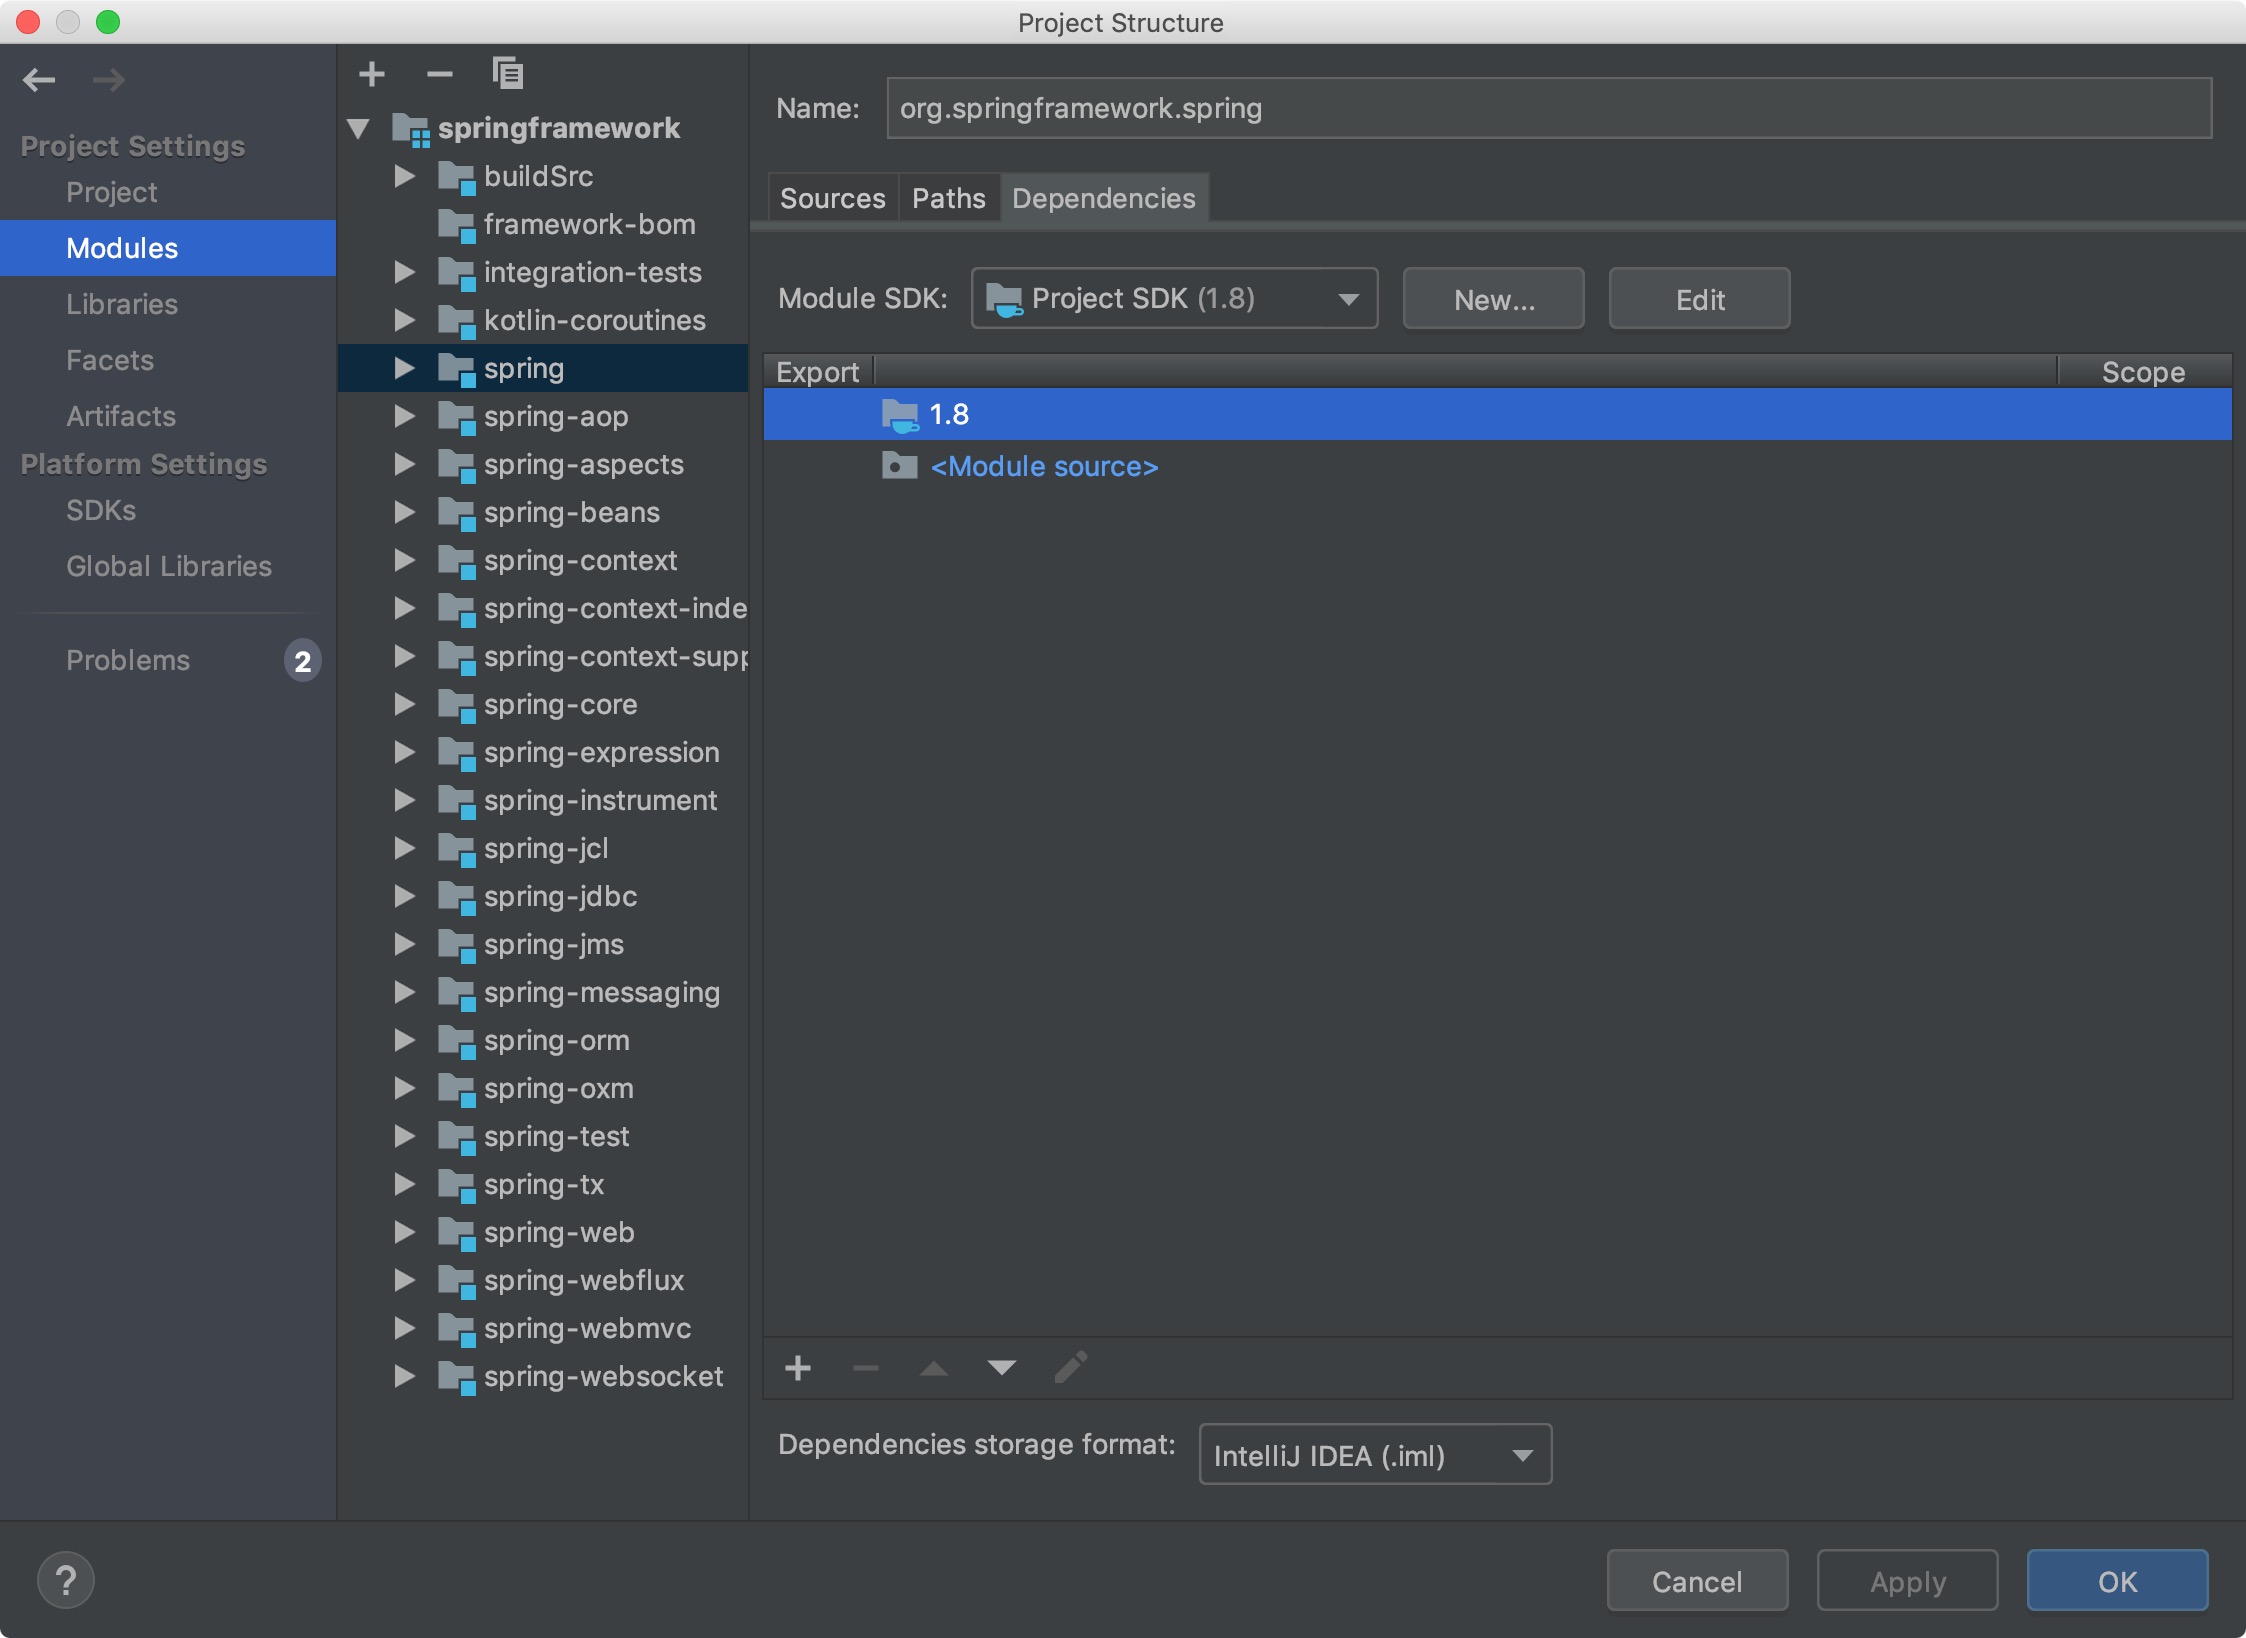 Project Structure
Project Settings
Project
Modules
Libraries
Facets
Artifacts
Platform Settings
SDKs
Global Libraries
Problems 2
springframework
buildSrc
framework-bom
integration-tests
kotlin-coroutines
spring
spring-aop
spring-aspects
spring-beans
spring-context
spring-context-inde
spring-context-supp
spring-core
spring-expression
spring-instrument
spring-jcl
spring-jdbc
spring-jms
spring-messaging
spring-orm
spring-oxm
spring-test
spring-tx
spring-web
spring-webflux
spring-webmvc
spring-websocket
Name: org.springframework.spring
Sources Paths Dependencies
Module SDK: Project SDK (1.8) New... Edit
Export Scope
1.8
<Module source>
Dependencies storage format: IntelliJ IDEA (.iml)
? Cancel Apply OK